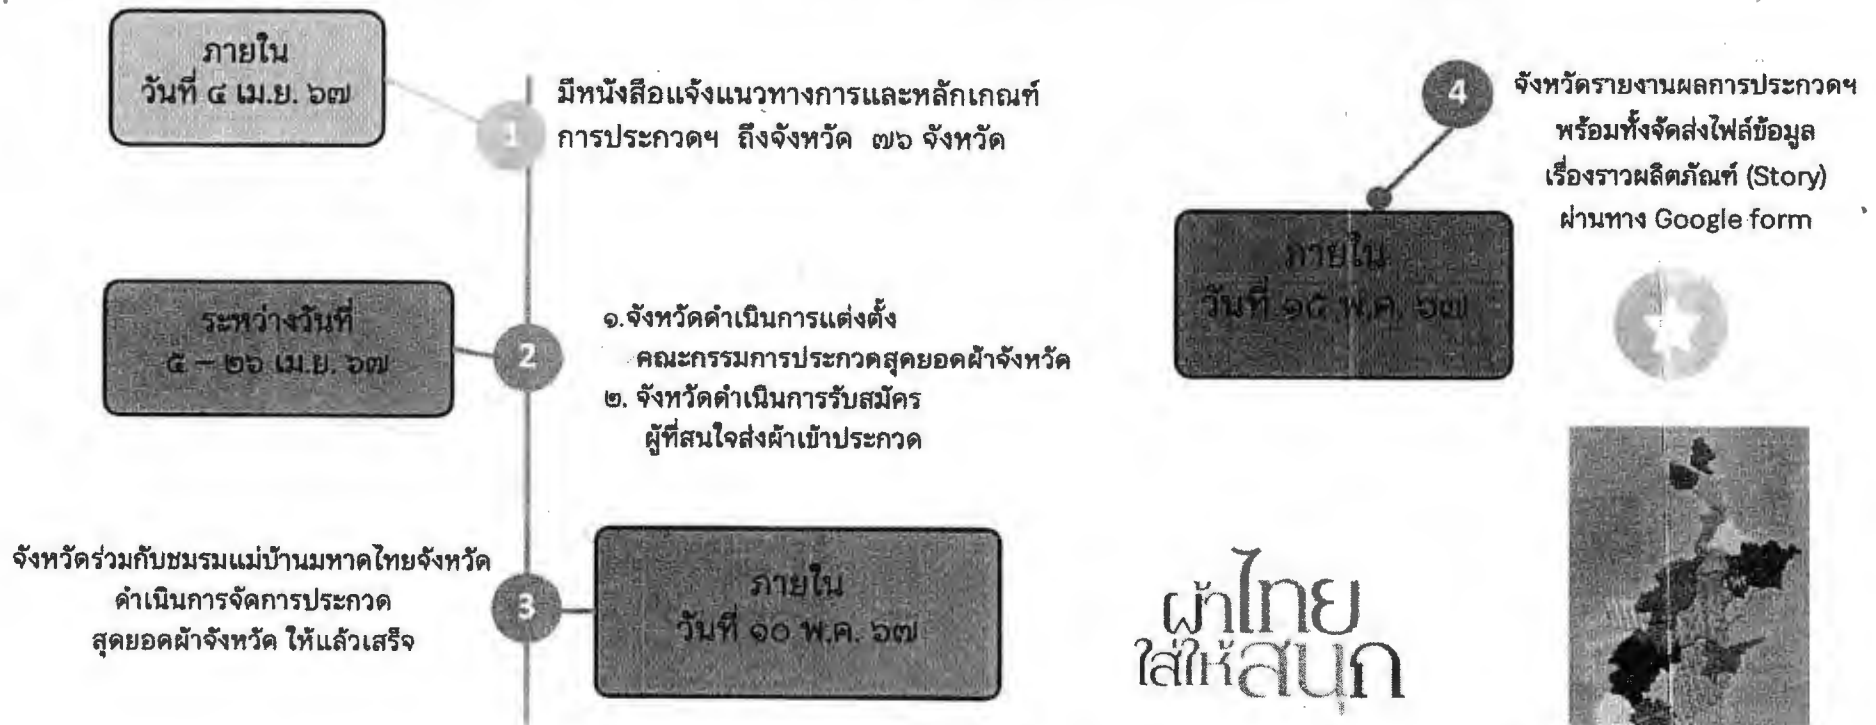 ภายใน
วันที่ ๔ เม.ย. ๖๗
1
มีหนังสือแจ้งแนวทางการและหลักเกณฑ์
การประกวดฯ ถึงจังหวัด ๗๖ จังหวัด
ระหว่างวันที่
๕ – ๒๖ เม.ย. ๖๗
2
๑.จังหวัดดำเนินการแต่งตั้ง
คณะกรรมการประกวดสุดยอดผ้าจังหวัด
๒. จังหวัดดำเนินการรับสมัคร
ผู้ที่สนใจส่งผ้าเข้าประกวด
จังหวัดร่วมกับชมรมแม่บ้านมหาดไทยจังหวัด
ดำเนินการจัดการประกวด
สุดยอดผ้าจังหวัด ให้แล้วเสร็จ
3
ภายใน
วันที่ ๑๐ พ.ค. ๖๗
4
จังหวัดรายงานผลการประกวดฯ
พร้อมทั้งจัดส่งไฟล์ข้อมูล
เรื่องราวผลิตภัณฑ์ (Story)
ผ่านทาง Google form
ภายใน
วันที่ ๑๕ พ.ค. ๖๗
ผ้าไทย
ใส่ให้สนุก